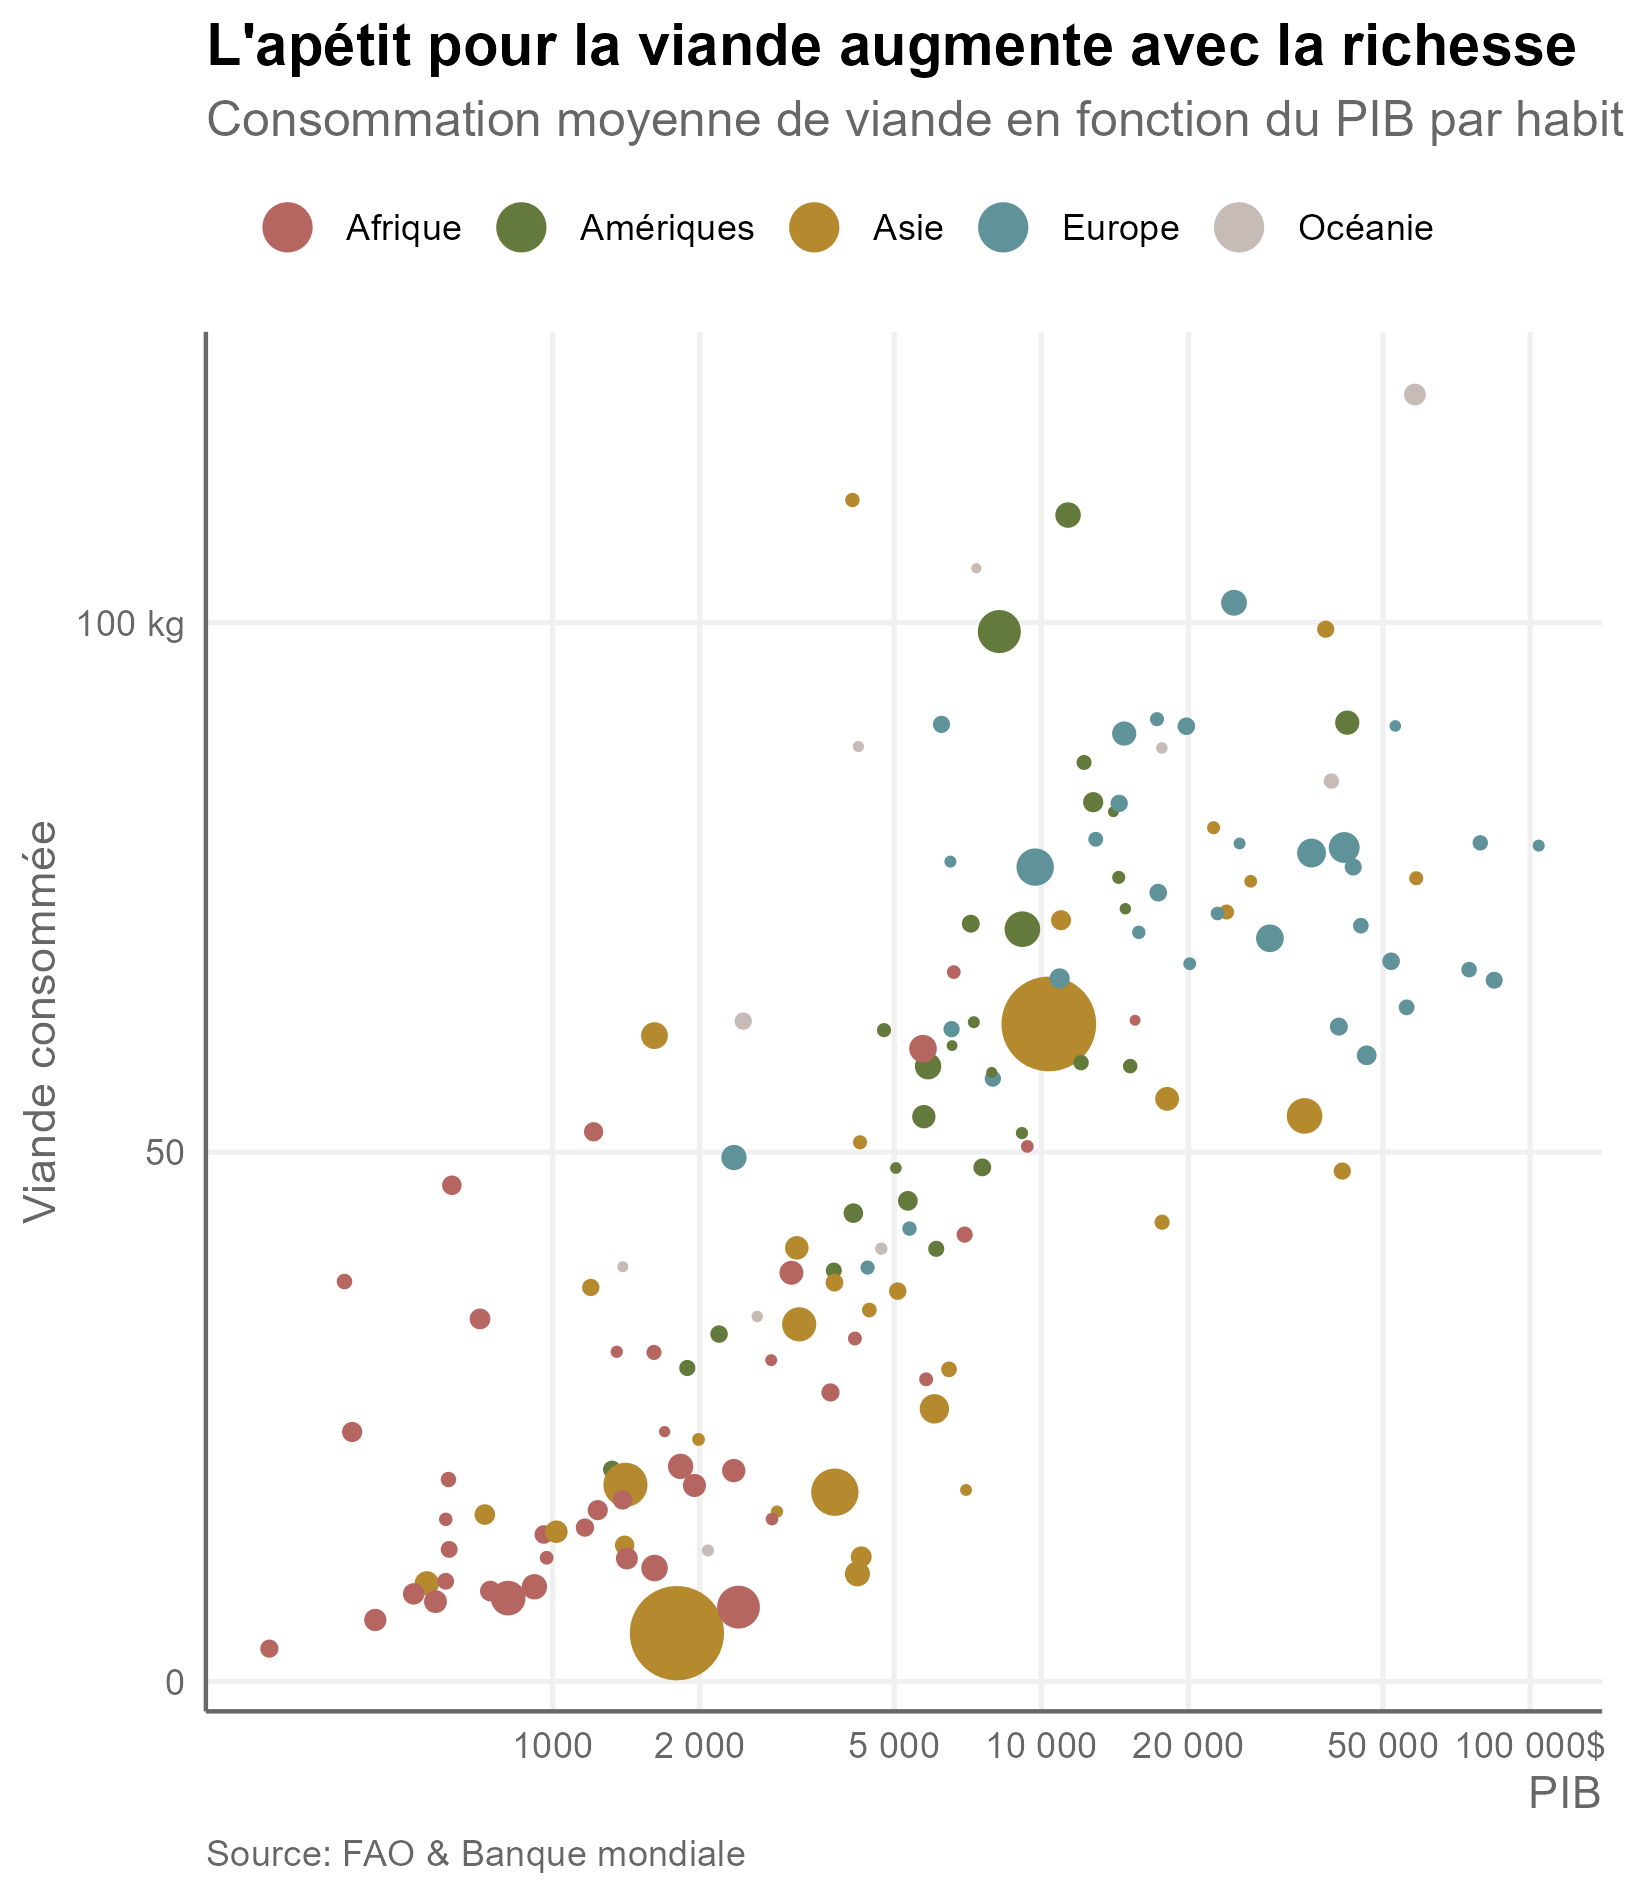 L'apétit pour la viande augmente avec la richesse
Consommation moyenne de viande en fonction du PIB par habit
Afrique Amériques Asie Europe Océanie
100 kg
50
0
Viande consommée
1000 2 000 5 000 10 000 20 000 50 000 100 000$
PIB
Source: FAO & Banque mondiale